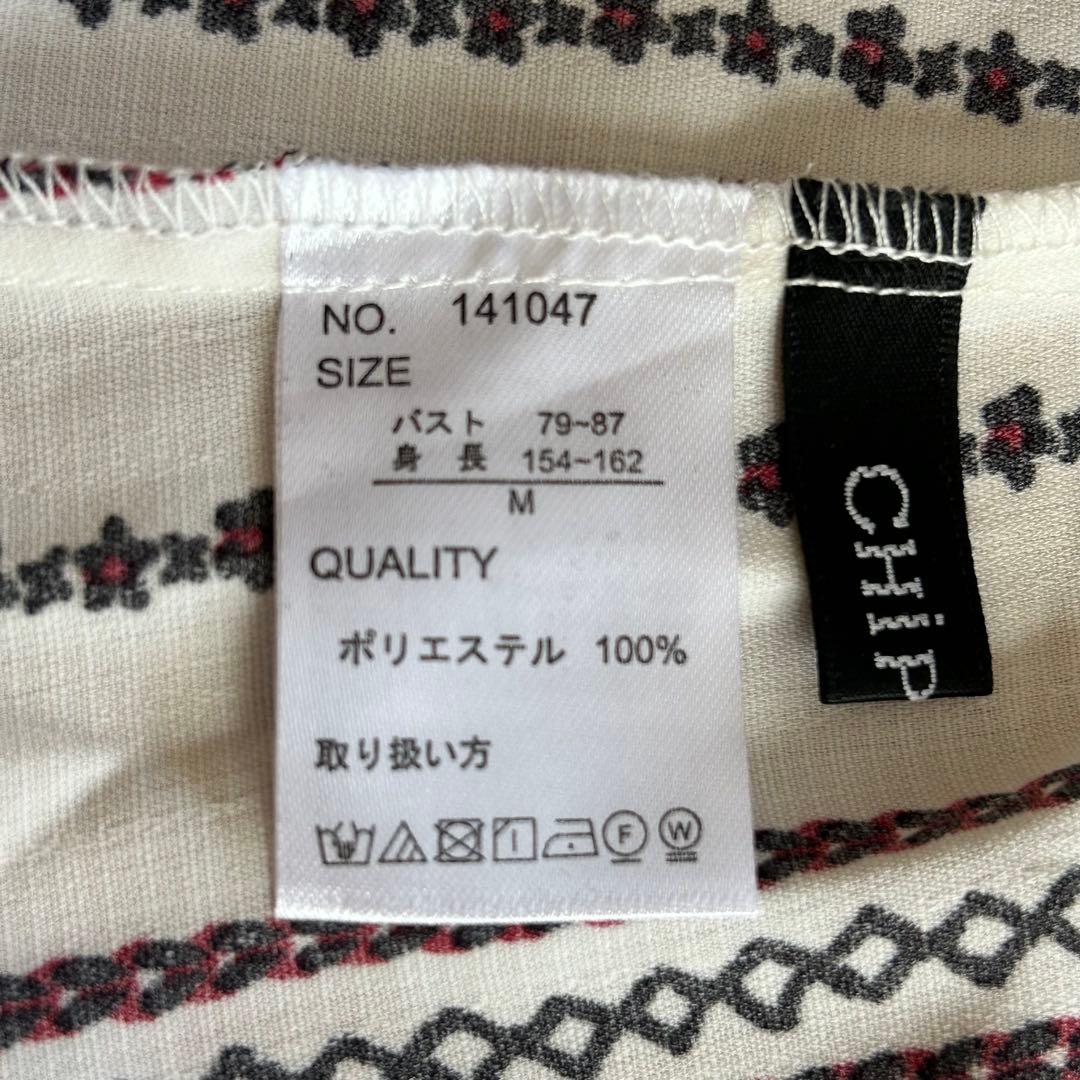 NO. 141047
SIZE
バスト 79~87
身 長 154~162
M
QUALITY
ポリエステル 100%
取り扱い方
F W
CHiP